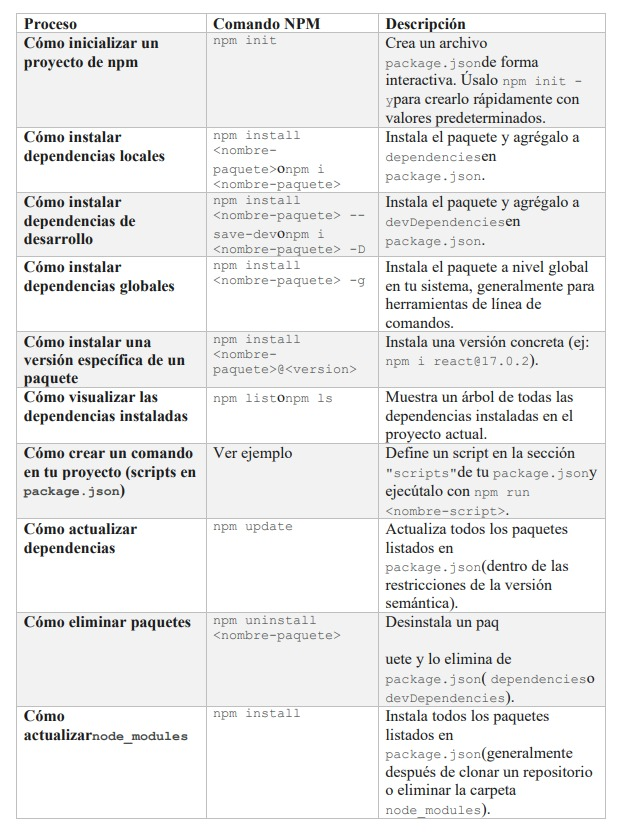 Proceso Comando NPM Descripción
Cómo inicializar un
proyecto de npm
npm init
Crea un archivo
package.jsonde forma
interactiva. Úsalo npm init -
ypara crearlo rápidamente con
valores predeterminados.
Cómo instalar
dependencias locales
npm install
<nombre-
paquete>onpm i
<nombre-paquete>
Instala el paquete y agrégalo a
dependenciesen
package.json.
Cómo instalar
dependencias de
desarrollo
npm install
<nombre-paquete> --
save-devonpm i
<nombre-paquete> -D
Instala el paquete y agrégalo a
devDependenciesen
package.json.
Cómo instalar
dependencias globales
npm install
<nombre-paquete> -g
Instala el paquete a nivel global
en tu sistema, generalmente para
herramientas de línea de
comandos.
Cómo instalar una
versión específica de un
paquete
npm install
<nombre-
paquete>@<version>
Instala una versión concreta (ej:
npm i react@17.0.2).
Cómo visualizar las
dependencias instaladas
npm listonpm ls
Muestra un árbol de todas las
dependencias instaladas en el
proyecto actual.
Cómo crear un comando
en tu proyecto (scripts en
package.json)
Ver ejemplo
Define un script en la sección
"scripts"de tu package.jsony
ejecútalo con npm run
<nombre-script>.
Cómo actualizar
dependencias
npm update
Actualiza todos los paquetes
listados en
package.json(dentro de las
restricciones de la versión
semántica).
Cómo eliminar paquetes
npm uninstall
<nombre-paquete>
Desinstala un paq
uete y lo elimina de
package.json( dependencieso
devDependencies).
Cómo
actualizarnode_modules
npm install
Instala todos los paquetes
listados en
package.json(generalmente
después de clonar un repositorio
o eliminar la carpeta
node_modules).